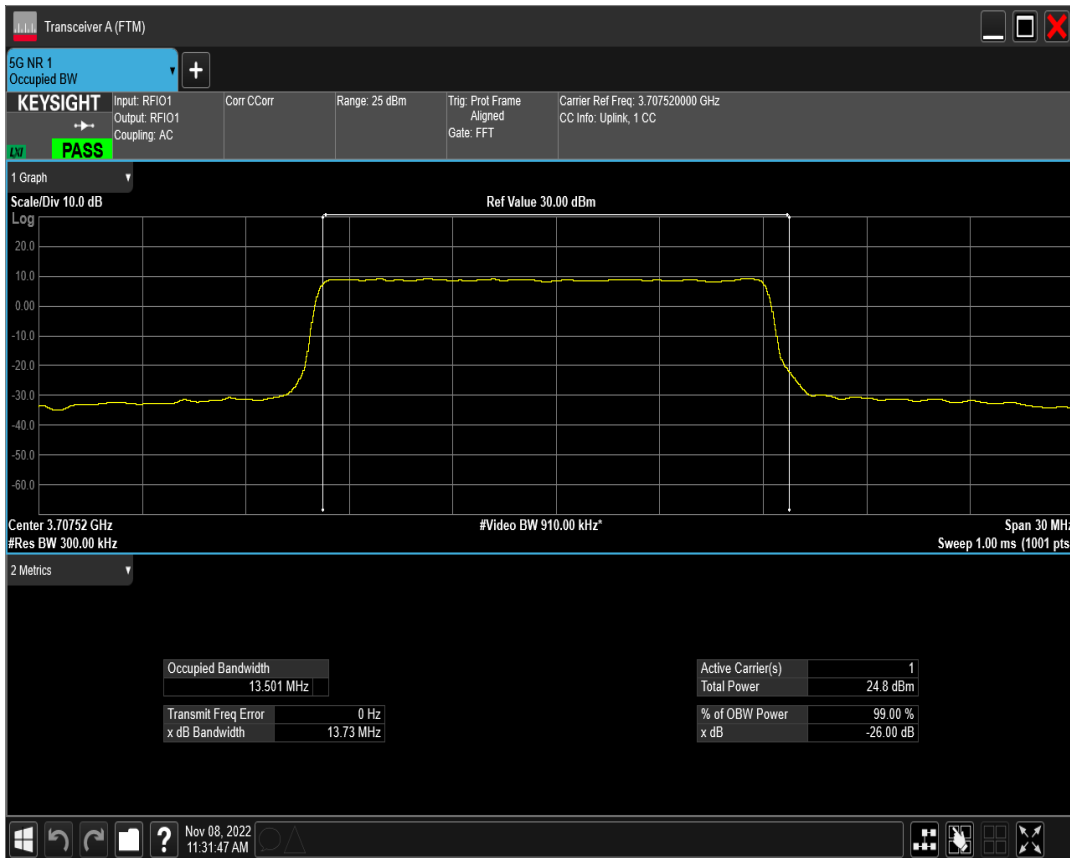 Transceiver A (FTM)
5G NR 1
Occupied BW
+
KEYSIGHT
LXI
PASS
Input: RFIO1
Output: RFIO1
Coupling: AC
Corr CCorr
Range: 25 dBm
Trig: Prot Frame
Aligned
Gate: FFT
Carrier Ref Freq: 3.707520000 GHz
CC Info: Uplink, 1 CC
1 Graph
Scale/Div 10.0 dB
Ref Value 30.00 dBm
Log
20.0
10.0
0.00
-10.0
-20.0
-30.0
-40.0
-50.0
-60.0
Center 3.70752 GHz
#Video BW 910.00 kHz*
Span 30 MHz
#Res BW 300.00 kHz
Sweep 1.00 ms (1001 pts
2 Metrics
Occupied Bandwidth
13.501 MHz
Transmit Freq Error 0 Hz
x dB Bandwidth 13.73 MHz
Active Carrier(s) 1
Total Power 24.8 dBm
% of OBW Power 99.00 %
x dB -26.00 dB
?
Nov 08, 2022
11:31:47 AM